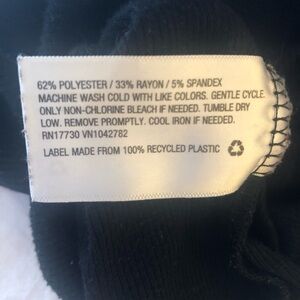 62% POLYESTER / 33% RAYON / 5% SPANDEX
MACHINE WASH COLD WITH LIKE COLORS. GENTLE CYCLE.
ONLY NON-CHLORINE BLEACH IF NEEDED. TUMBLE DRY
LOW. REMOVE PROMPTLY. COOL IRON IF NEEDED.
RN17730 VN1042782
LABEL MADE FROM 100% RECYCLED PLASTIC